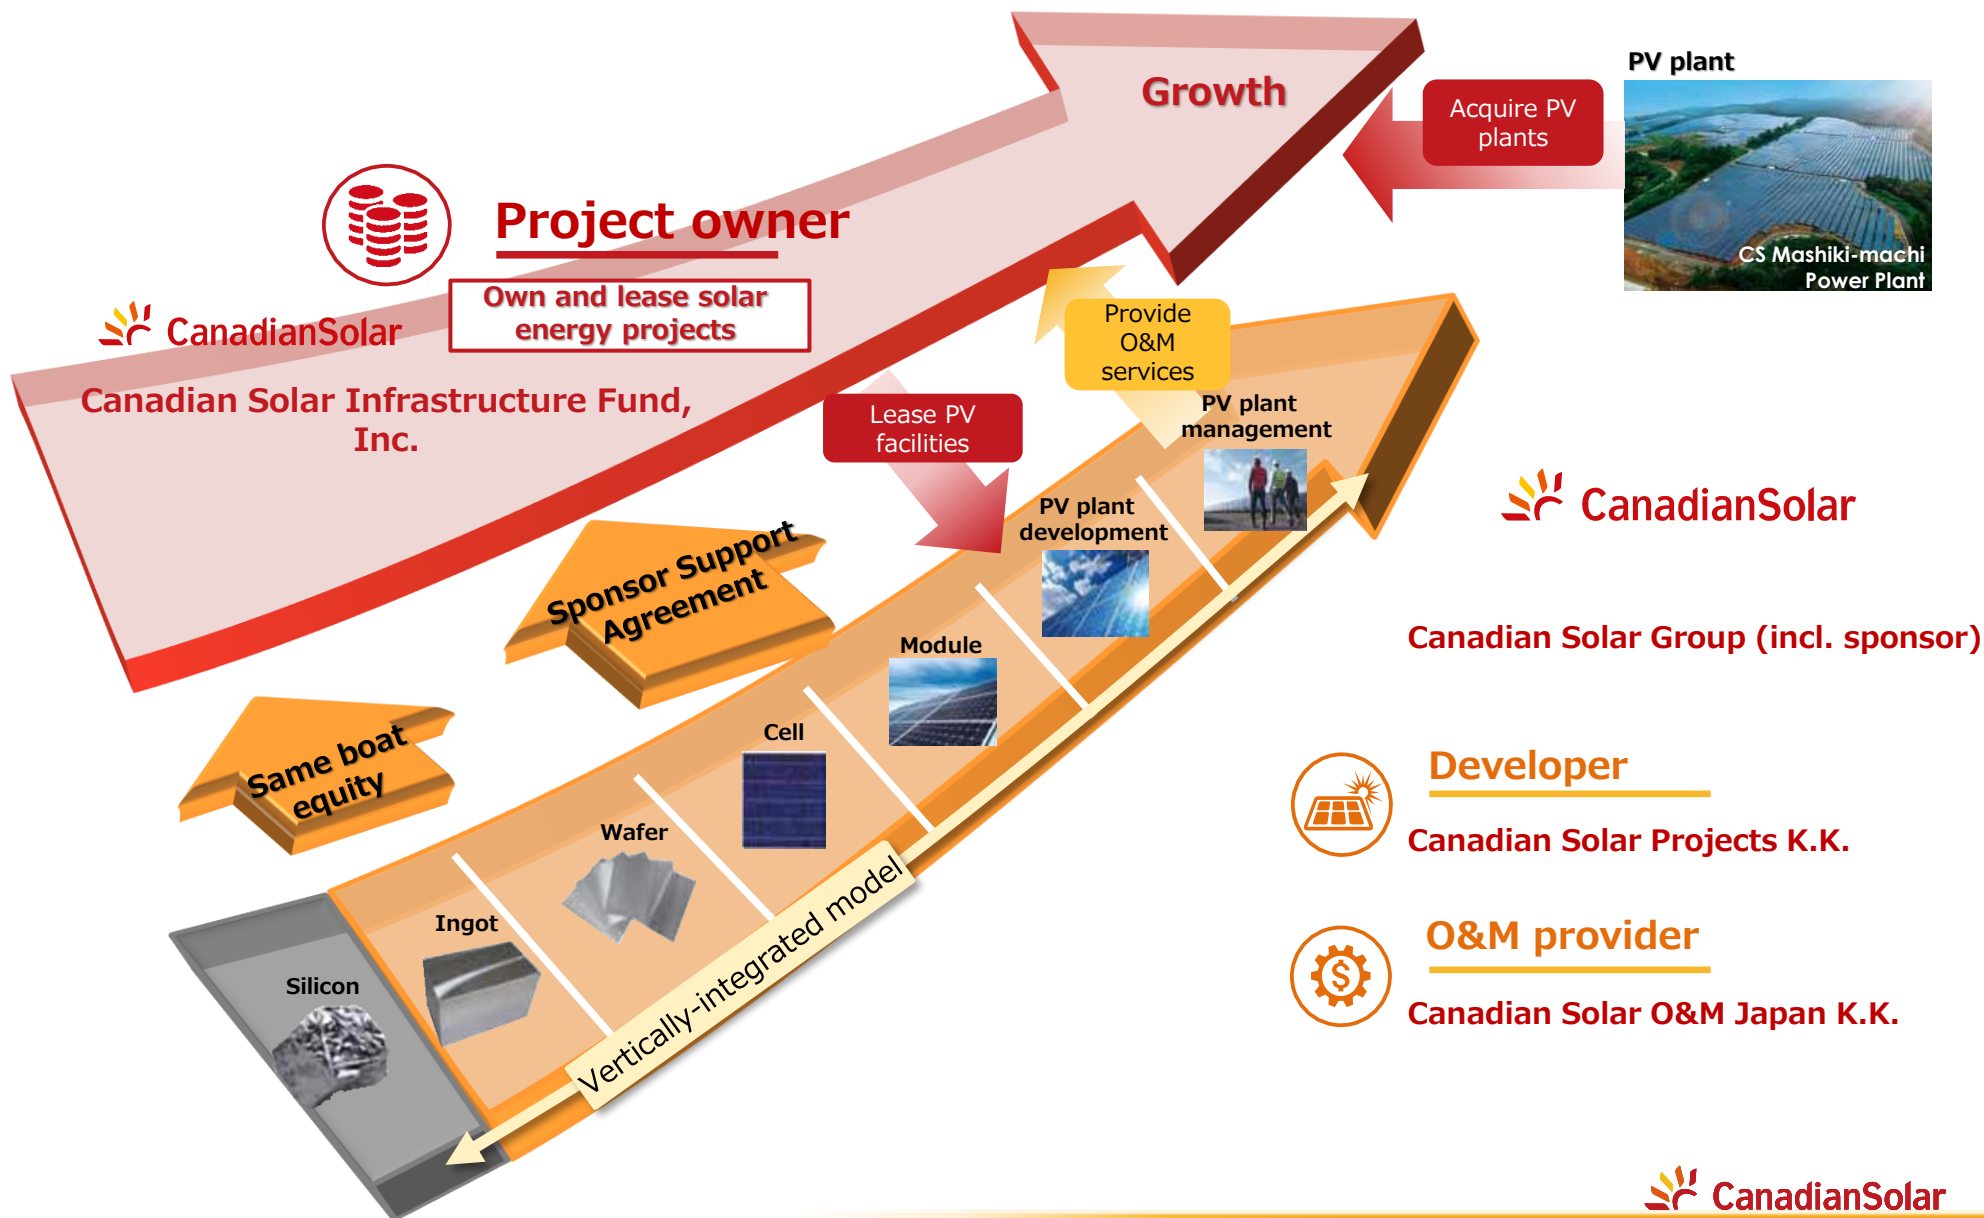 Growth
PV plant
Acquire PV
plants
CS Mashiki-machi
Power Plant
Project owner
Own and lease solar
energy projects
CanadianSolar
Canadian Solar Infrastructure Fund,
Inc.
Provide
O&M
services
Lease PV
facilities
PV plant
management
PV plant
development
Sponsor Support
Agreement
Module
Same boat
equity
Cell
Wafer
Ingot
Silicon
Vertically-integrated model
CanadianSolar
Canadian Solar Group (incl. sponsor)
Developer
Canadian Solar Projects K.K.
O&M provider
$
Canadian Solar O&M Japan K.K.
CanadianSolar